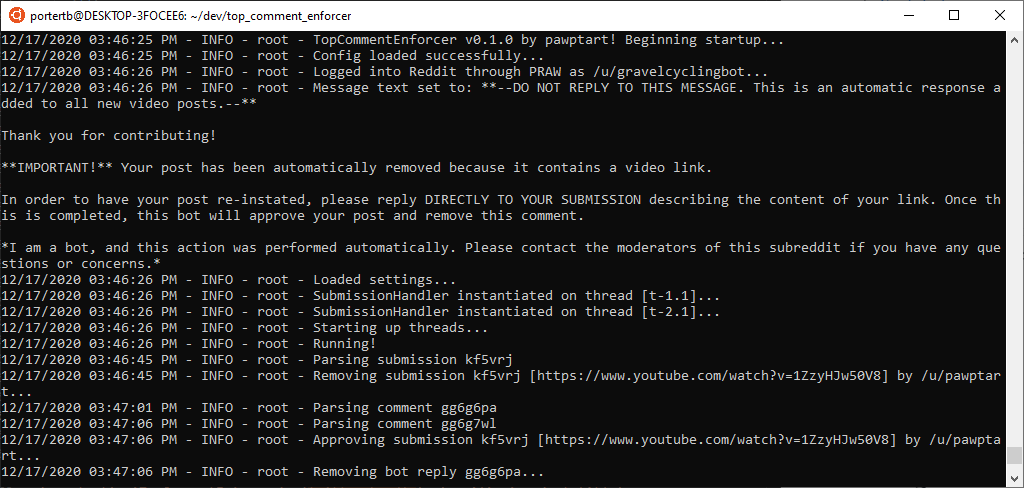 portertb@DESKTOP-3FOCEE6: ~/dev/top_comment_enforcer
12/17/2020 03:46:25 PM - INFO - root - TopCommentEnforcer v0.1.0 by pawptart! Beginning startup...
12/17/2020 03:46:25 PM - INFO - root - Config loaded successfully...
12/17/2020 03:46:26 PM - INFO - root - Logged into Reddit through PRAW as /u/gravelcyclingbot...
12/17/2020 03:46:26 PM - INFO - root - Message text set to: **--DO NOT REPLY TO THIS MESSAGE. This is an automatic response a
dded to all new video posts.--**
Thank you for contributing!
**IMPORTANT!** Your post has been automatically removed because it contains a video link.
In order to have your post re-instated, please reply DIRECTLY TO YOUR SUBMISSION describing the content of your link. Once th
is is completed, this bot will approve your post and remove this comment.
*I am a bot, and this action was performed automatically. Please contact the moderators of this subreddit if you have any que
stions or concerns.*
12/17/2020 03:46:26 PM - INFO - root - Loaded settings...
12/17/2020 03:46:26 PM - INFO - root - SubmissionHandler instantiated on thread [t-1.1]...
12/17/2020 03:46:26 PM - INFO - root - SubmissionHandler instantiated on thread [t-2.1]...
12/17/2020 03:46:26 PM - INFO - root - Starting up threads...
12/17/2020 03:46:26 PM - INFO - root - Running!
12/17/2020 03:46:45 PM - INFO - root - Parsing submission kf5vrj
12/17/2020 03:46:45 PM - INFO - root - Removing submission kf5vrj [https://www.youtube.com/watch?v=1ZzyHJw50V8] by /u/pawptar
t...
12/17/2020 03:47:01 PM - INFO - root - Parsing comment gg6g6pa
12/17/2020 03:47:06 PM - INFO - root - Parsing comment gg6g7wl
12/17/2020 03:47:06 PM - INFO - root - Approving submission kf5vrj [https://www.youtube.com/watch?v=1ZzyHJw50V8] by /u/pawpta
rt...
12/17/2020 03:47:06 PM - INFO - root - Removing bot reply gg6g6pa...